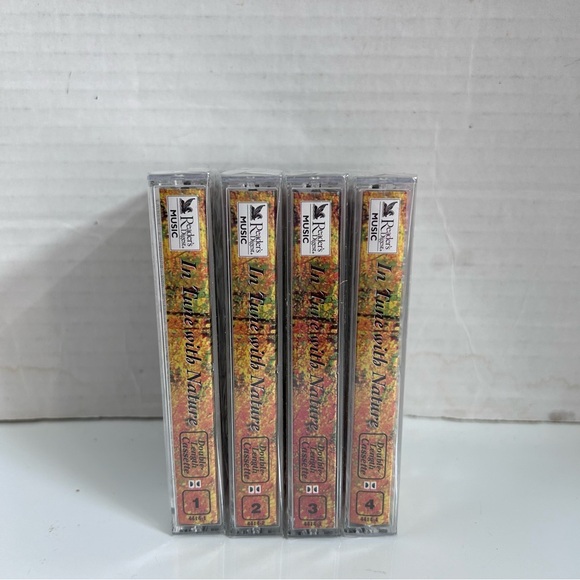 Reader's
Digest
MUSIC
In Tune with Nature
Double-
Length
Cassette
1
Reader's
Digest
MUSIC
In Tune with Nature
Double-
Length
Cassette
2
Reader's
Digest
MUSIC
In Tune with Nature
Double-
Length
Cassette
3
Reader's
Digest
MUSIC
In Tune with Nature
Double-
Length
Cassette
4